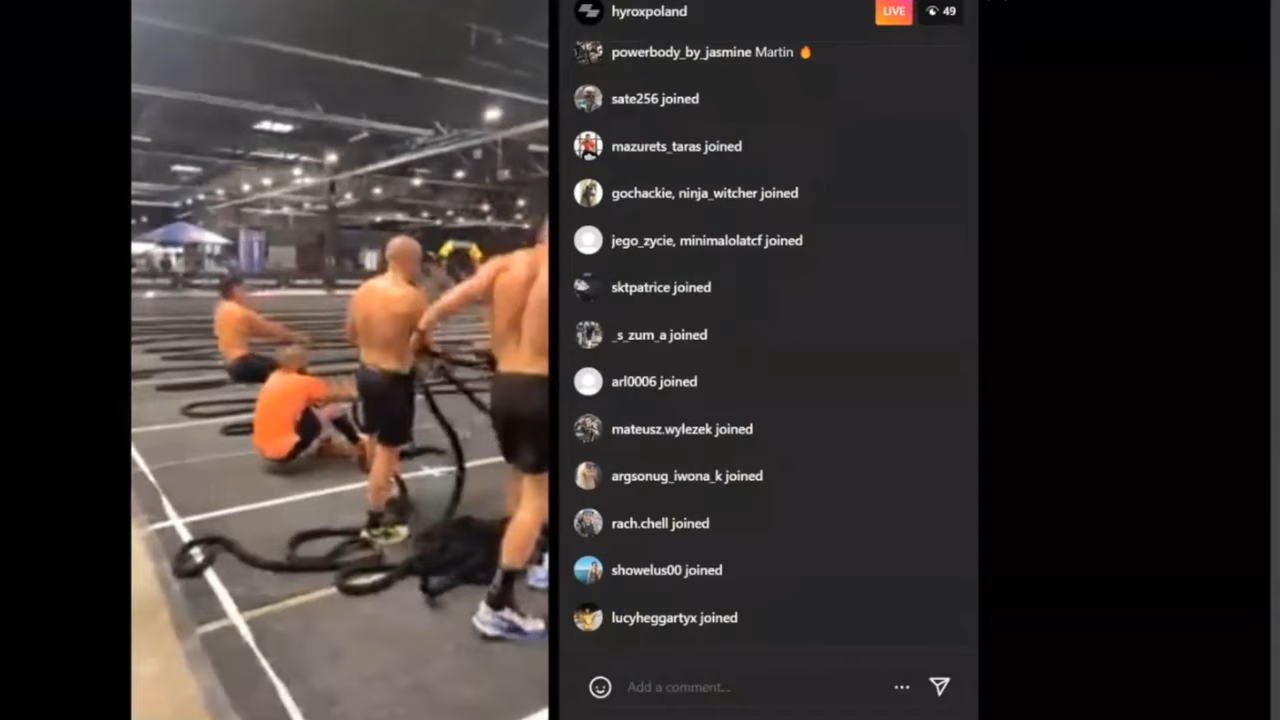 hyroxpoland
LIVE
49
powerbody_by_jasmine Martin 🔥
sate256 joined
mazurets_taras joined
gochackie, ninja_witcher joined
jego_zycie, minimalolatcf joined
sktpatrice joined
_s_zum_a joined
arl0006 joined
mateusz.wylezek joined
argsonug_iwona_k joined
rach.chell joined
showelus00 joined
lucyheggartyx joined
Add a comment...